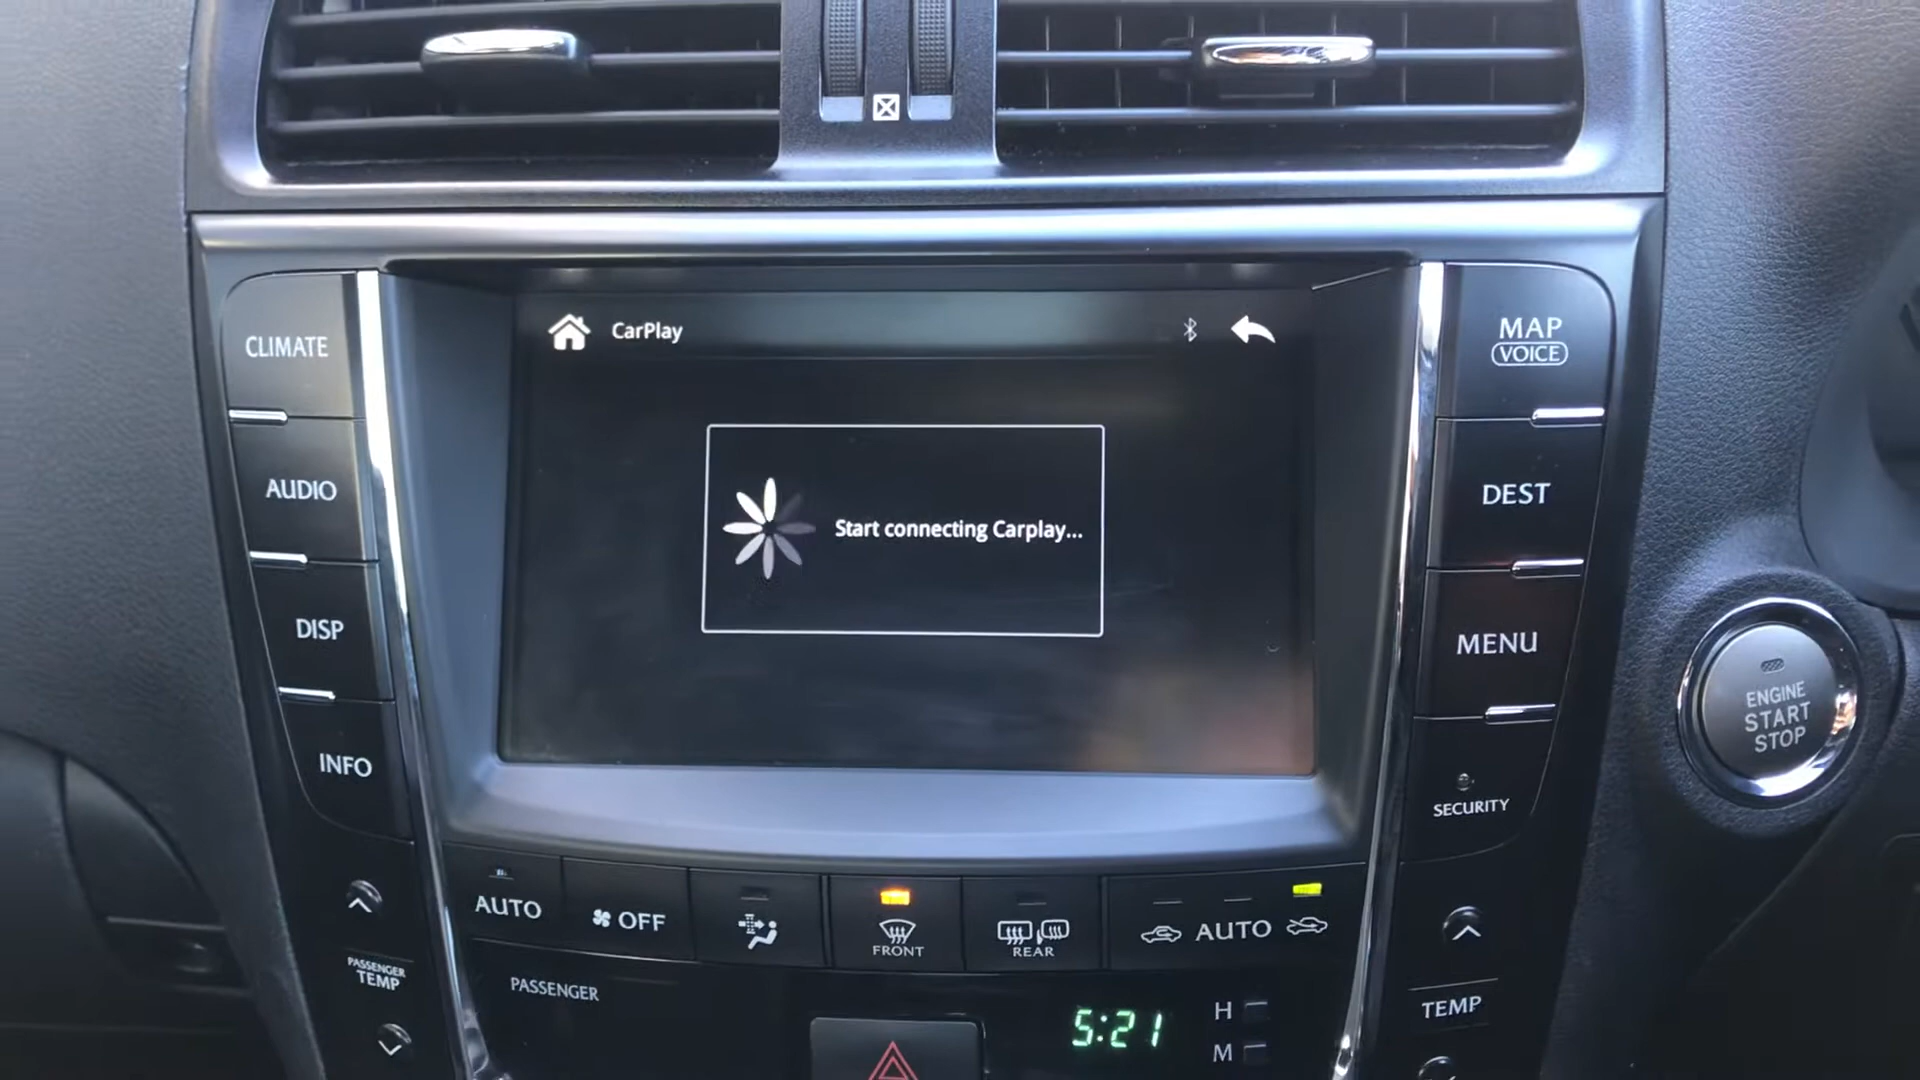 CarPlay
Start connecting Carplay...
CLIMATE
AUDIO
DISP
INFO
MAP
VOICE
DEST
MENU
SECURITY
ENGINE
START
STOP
AUTO
OFF
FRONT
REAR
AUTO
PASSENGER
TEMP
PASSENGER
5:21
H
M
TEMP